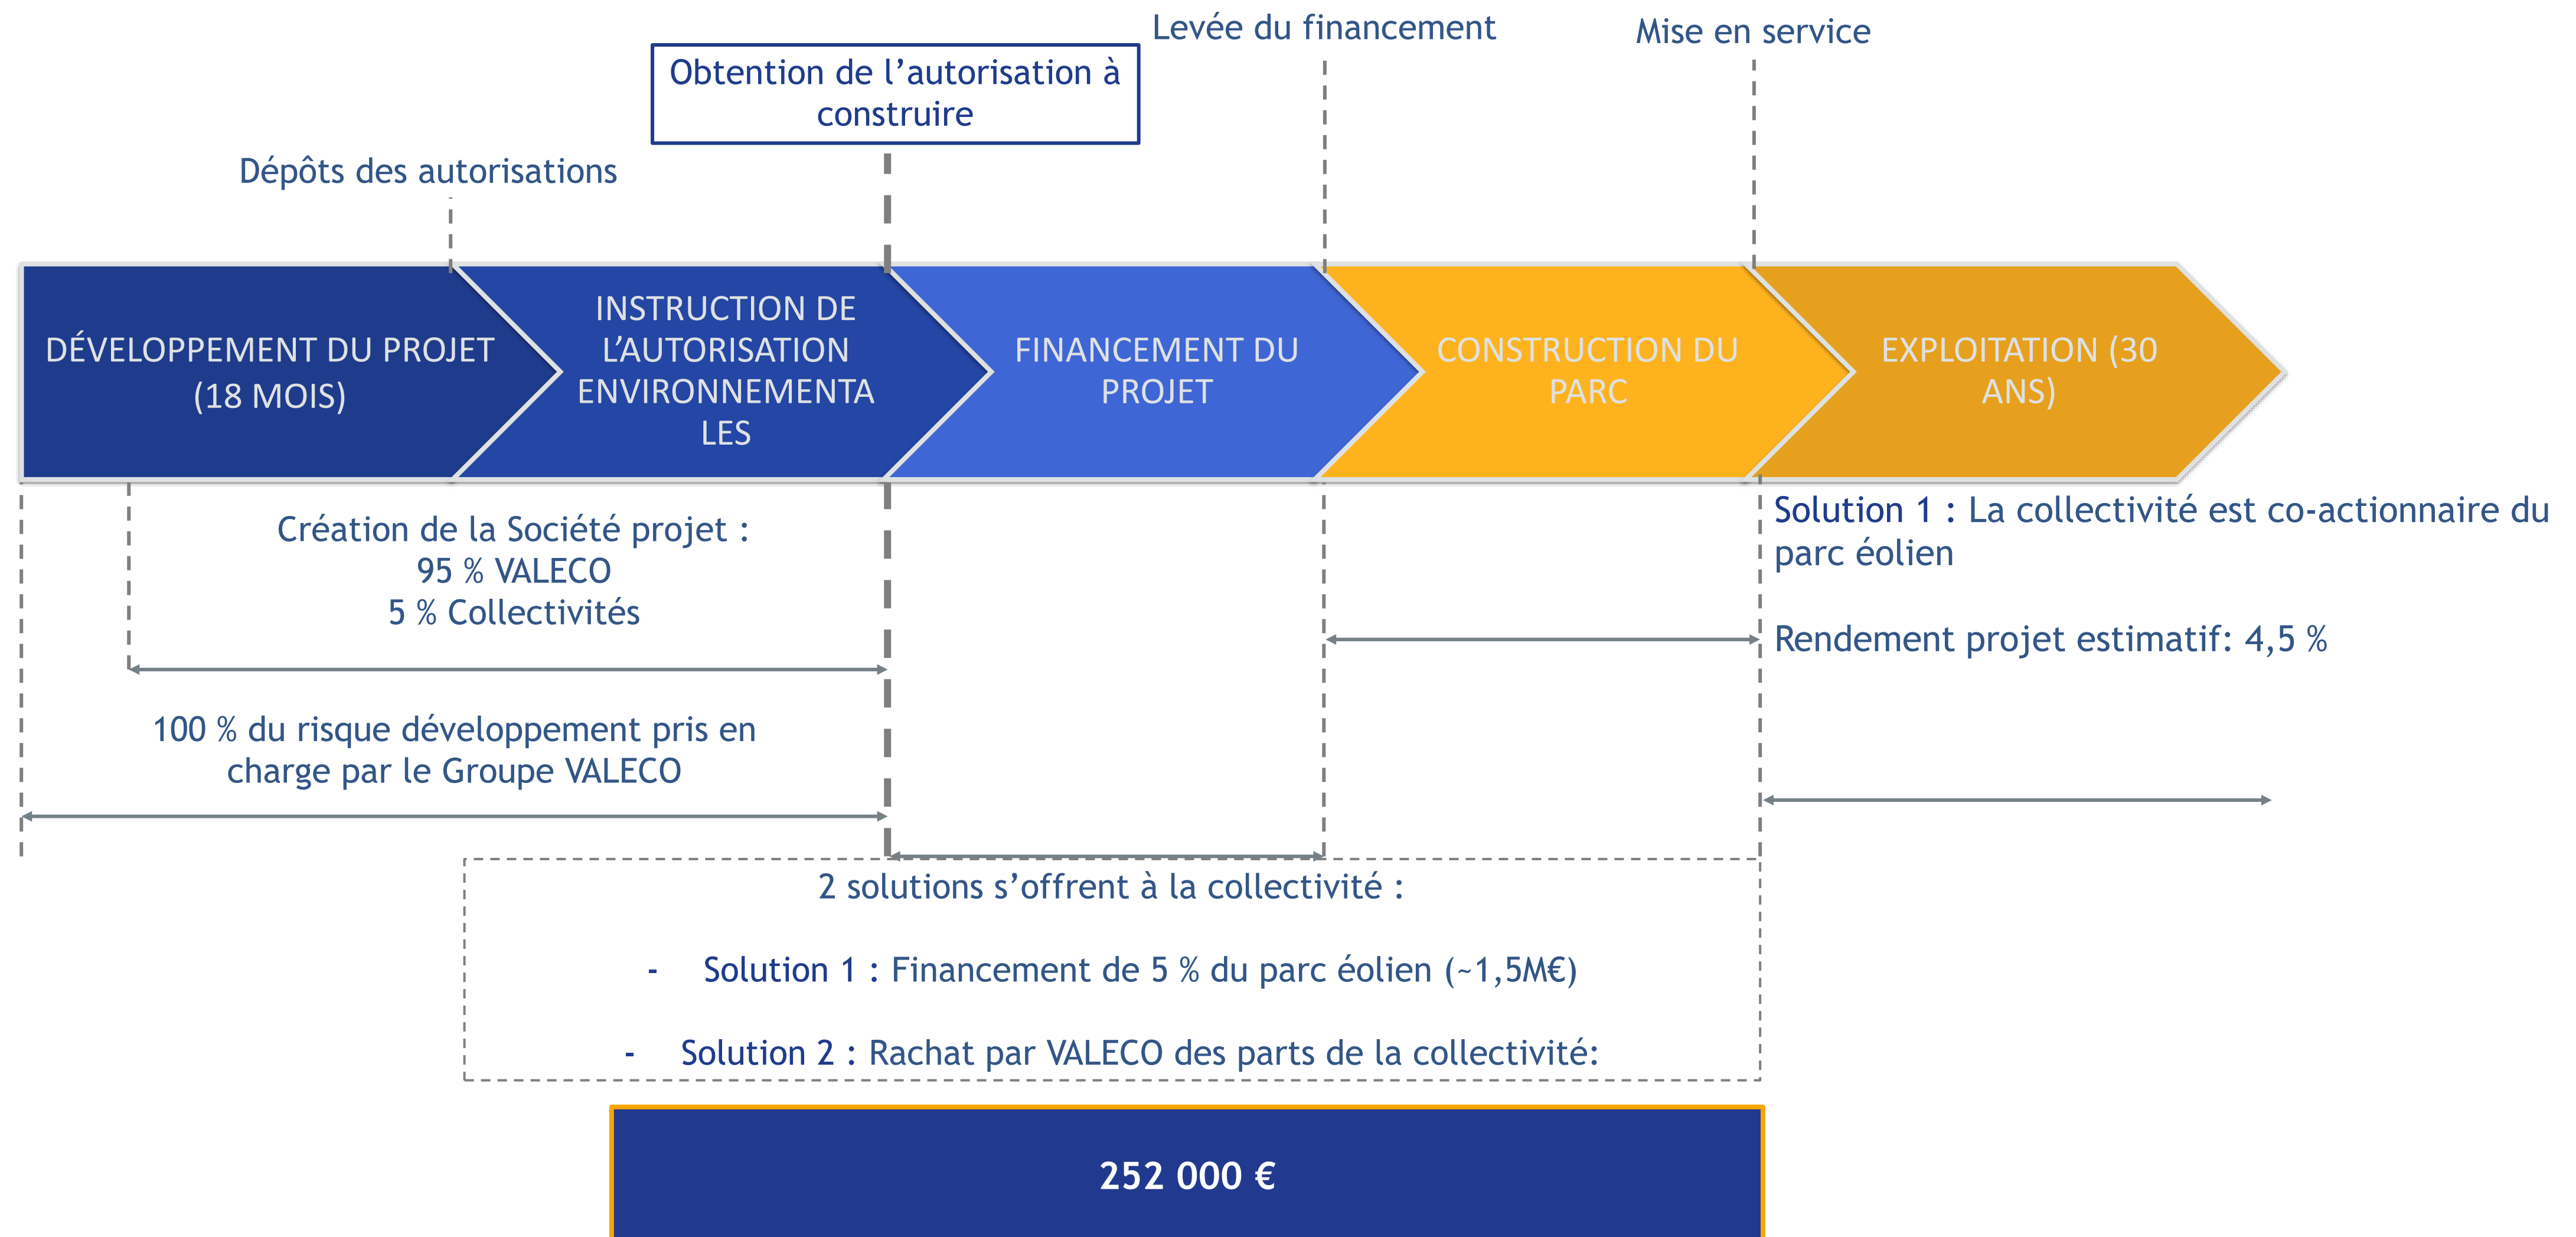 Levée du financement
Mise en service
Obtention de l’autorisation à
construire
Dépôts des autorisations
DÉVELOPPEMENT DU PROJET
(18 MOIS)
INSTRUCTION DE
L’AUTORISATION
ENVIRONNEMENTA
LES
FINANCEMENT DU
PROJET
CONSTRUCTION DU
PARC
EXPLOITATION (30
ANS)
Création de la Société projet :
95 % VALECO
5 % Collectivités
100 % du risque développement pris en
charge par le Groupe VALECO
Solution 1 : La collectivité est co-actionnaire du
parc éolien
Rendement projet estimatif: 4,5 %
2 solutions s’offrent à la collectivité :
- Solution 1 : Financement de 5 % du parc éolien (~1,5M€)
- Solution 2 : Rachat par VALECO des parts de la collectivité:
252 000 €